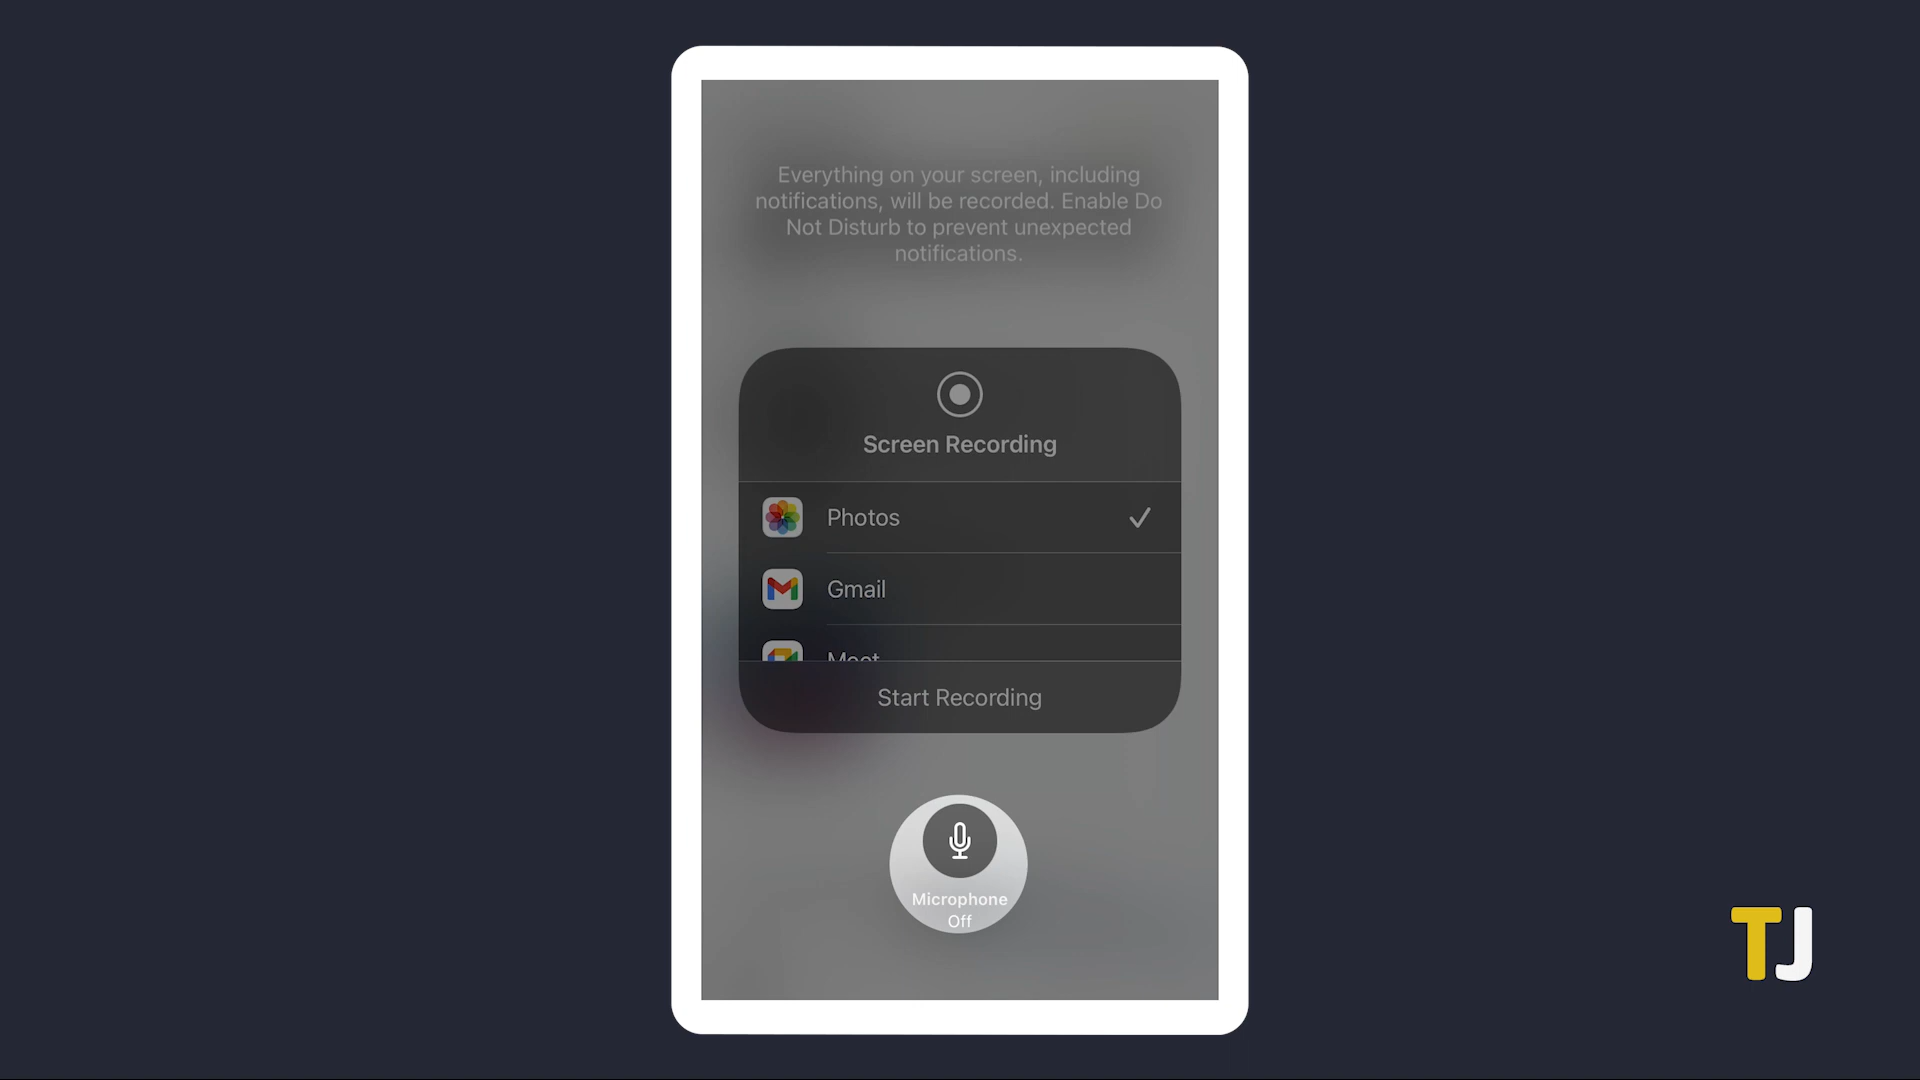 Everything on your screen, including
notifications, will be recorded. Enable Do
Not Disturb to prevent unexpected
notifications.
Screen Recording
Photos
Gmail
Meet
Start Recording
Microphone
Off
TJ